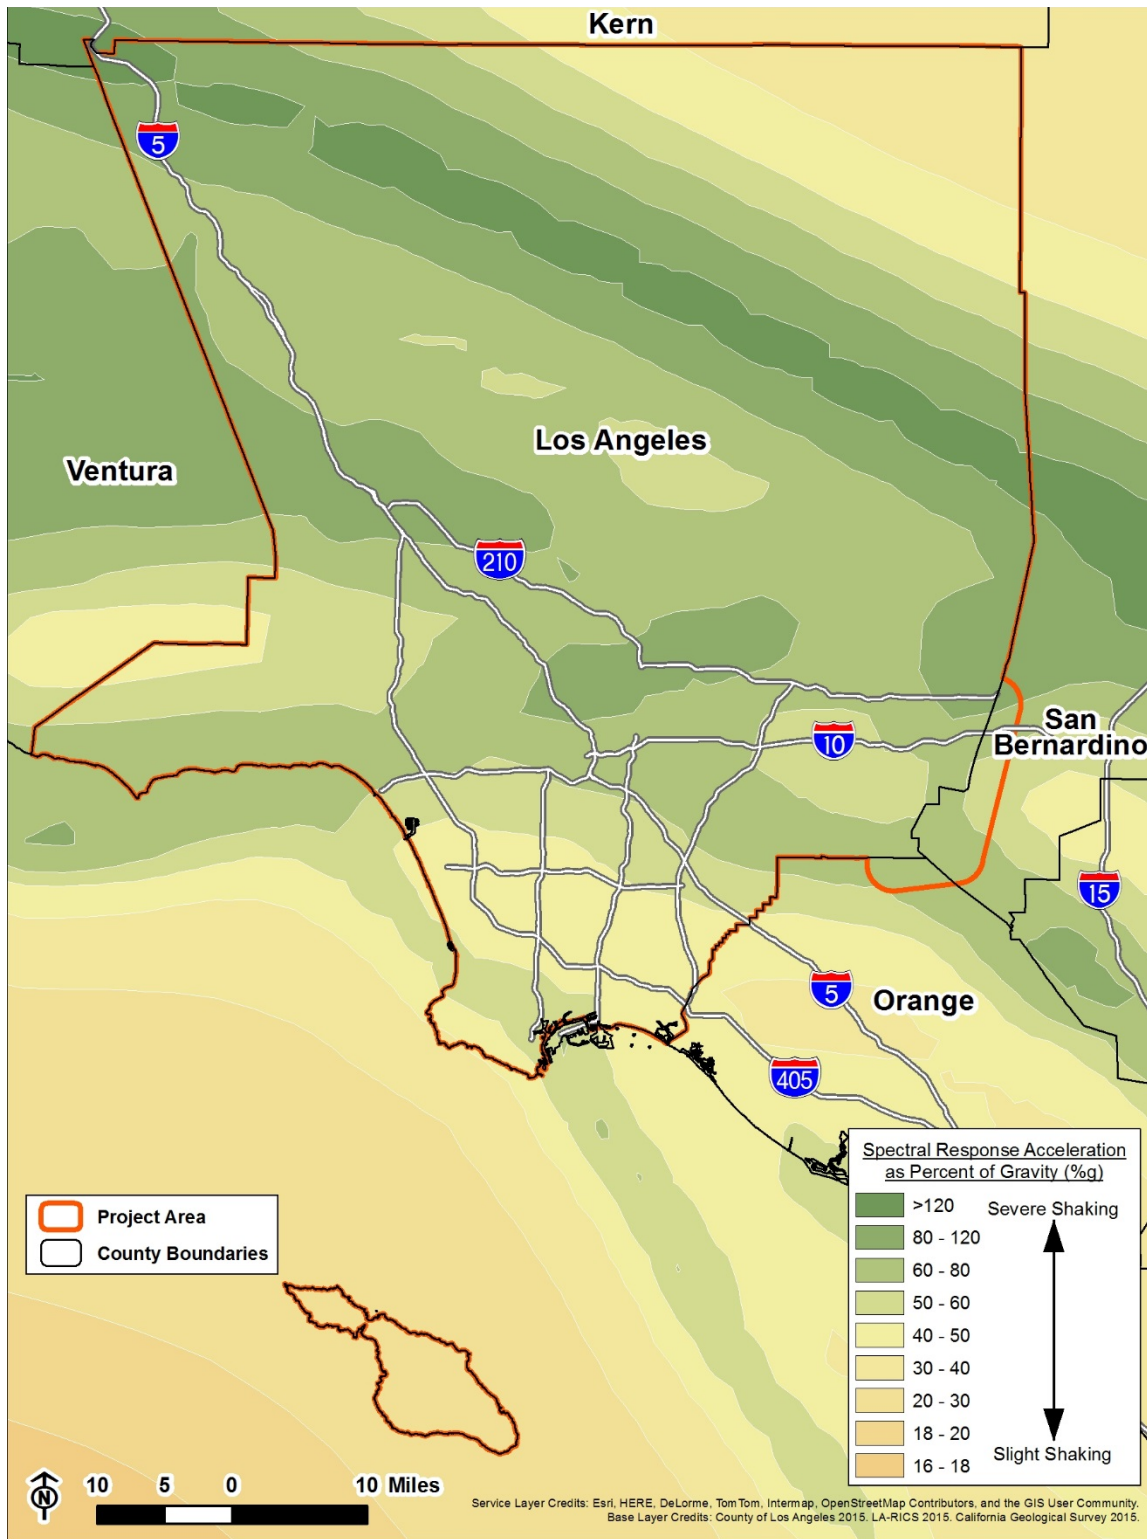 Kern
5
Los Angeles
Ventura
210
San
Bernardino
10
15
5
Orange
405
Spectral Response Acceleration
as Percent of Gravity (%g)
>120
Severe Shaking
80 - 120
60 - 80
50 - 60
40 - 50
30 - 40
20 - 30
18 - 20
16 - 18
Slight Shaking
Project Area
County Boundaries
N
10 5 0 10 Miles
Service Layer Credits: Esri, HERE, DeLorme, TomTom, Intermap, OpenStreetMap Contributors, and the GIS User Community.
Base Layer Credits: County of Los Angeles 2015. LA-RICS 2015. California Geological Survey 2015.